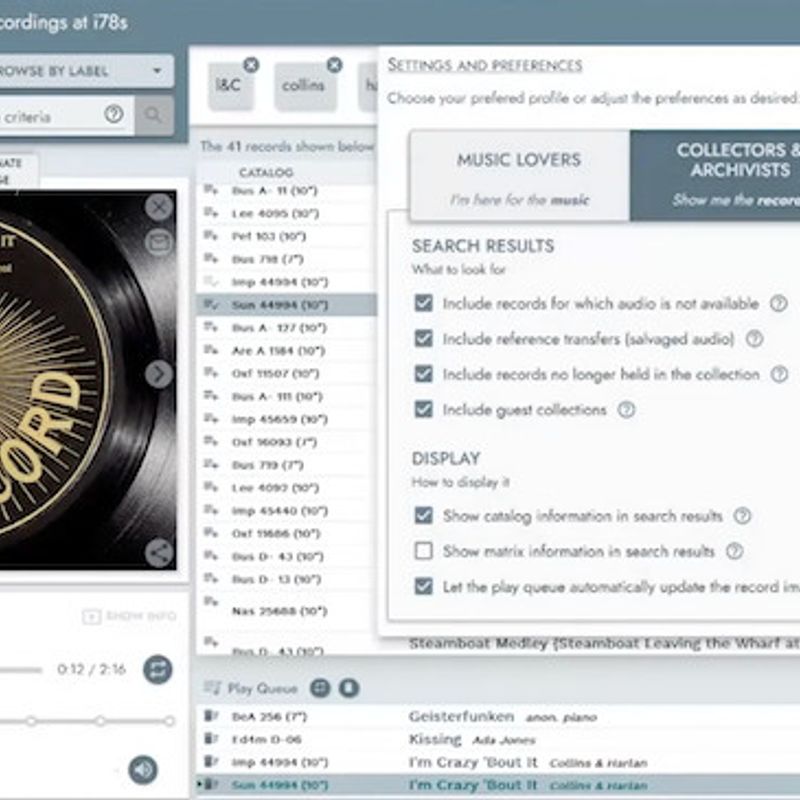 cordings at i78s
ROWSE BY LABEL
criteria
NATE
GE
IT
CORD
SHOW INFO
0:12 / 2:16
I&C
collins
ha
The 41 records shown below
CATALOG
Bus A- 11 (10")
Lee 4095 (10")
Pet 103 (10")
Bus 718 (7")
Imp 44994 (10")
Sun 44994 (10")
Bus A- 127 (10")
Are A 1184 (10")
Oxf 11507 (10")
Bus A- 111 (10")
Imp 45659 (10")
Oxf 16093 (7")
Bus 719 (7")
Lee 4092 (10")
Imp 45440 (10")
Oxf 11686 (10")
Bus D- 43 (10")
Bus D- 13 (10")
Nas 25688 (10")
Bus D- 43 (10")
SETTINGS AND PREFERENCES
Choose your prefered profile or adjust the preferences as desired:
MUSIC LOVERS
I'm here for the music
COLLECTORS &
ARCHIVISTS
Show me the record
SEARCH RESULTS
What to look for
Include records for which audio is not available
Include reference transfers (salvaged audio)
Include records no longer held in the collection
Include guest collections
DISPLAY
How to display it
Show catalog information in search results
Show matrix information in search results
Let the play queue automatically update the record im
Steamboat Medley (Steamboat Leaving the Wharf at
Play Queue
BeA 256 (7") Geisterfunken anon. piano
Ed4m D-06 Kissing Ada Jones
Imp 44994 (10") I'm Crazy 'Bout It Collins & Harlan
Sun 44994 (10") I'm Crazy 'Bout It Collins & Harlan